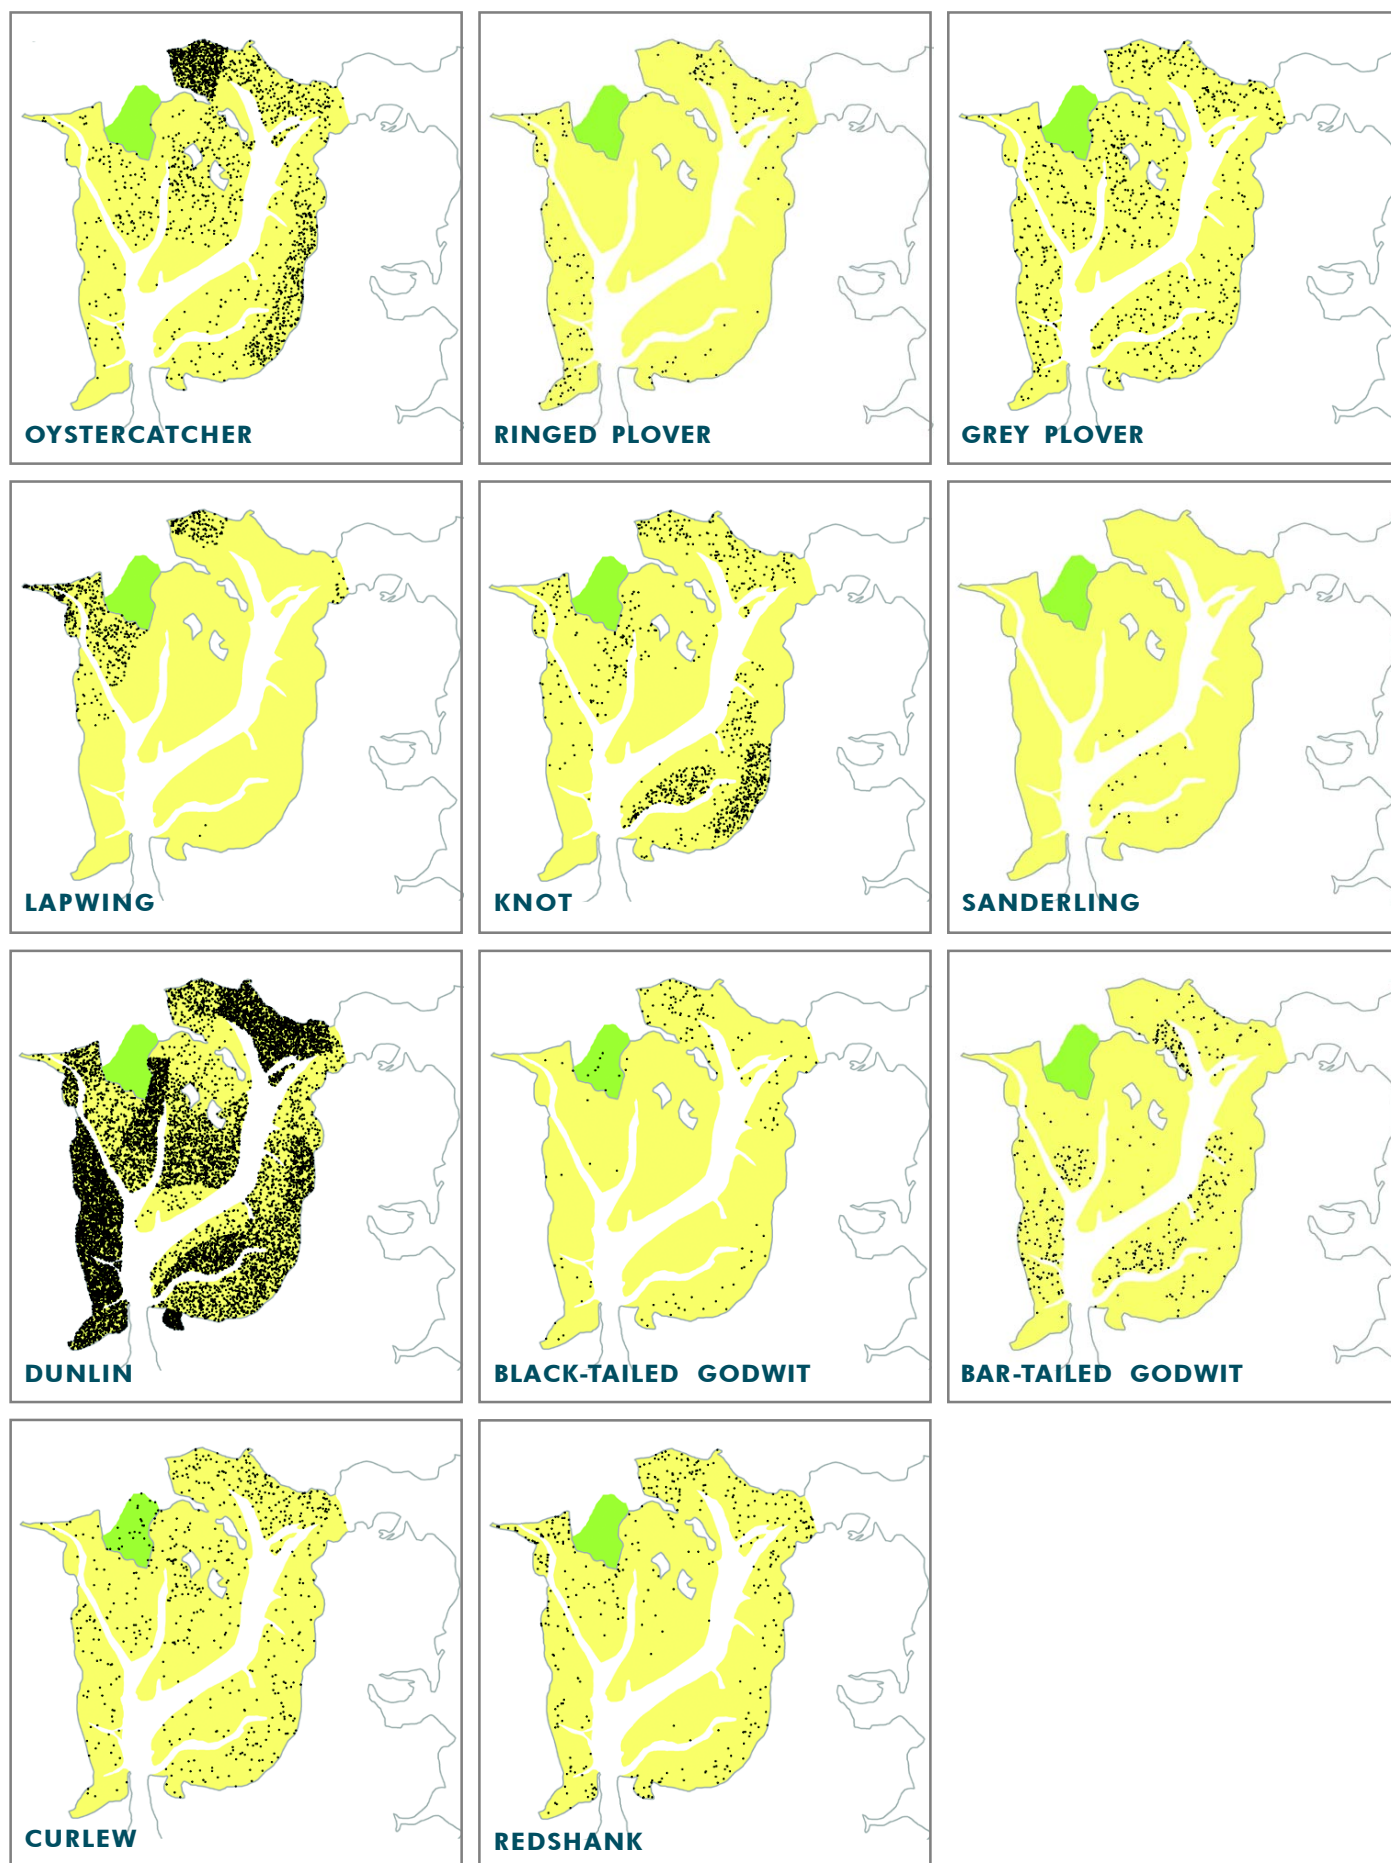 OYSTERCATCHER
RINGED PLOVER
GREY PLOVER
LAPWING
KNOT
SANDERLING
DUNLIN
BLACK-TAILED GODWIT
BAR-TAILED GODWIT
CURLEW
REDSHANK